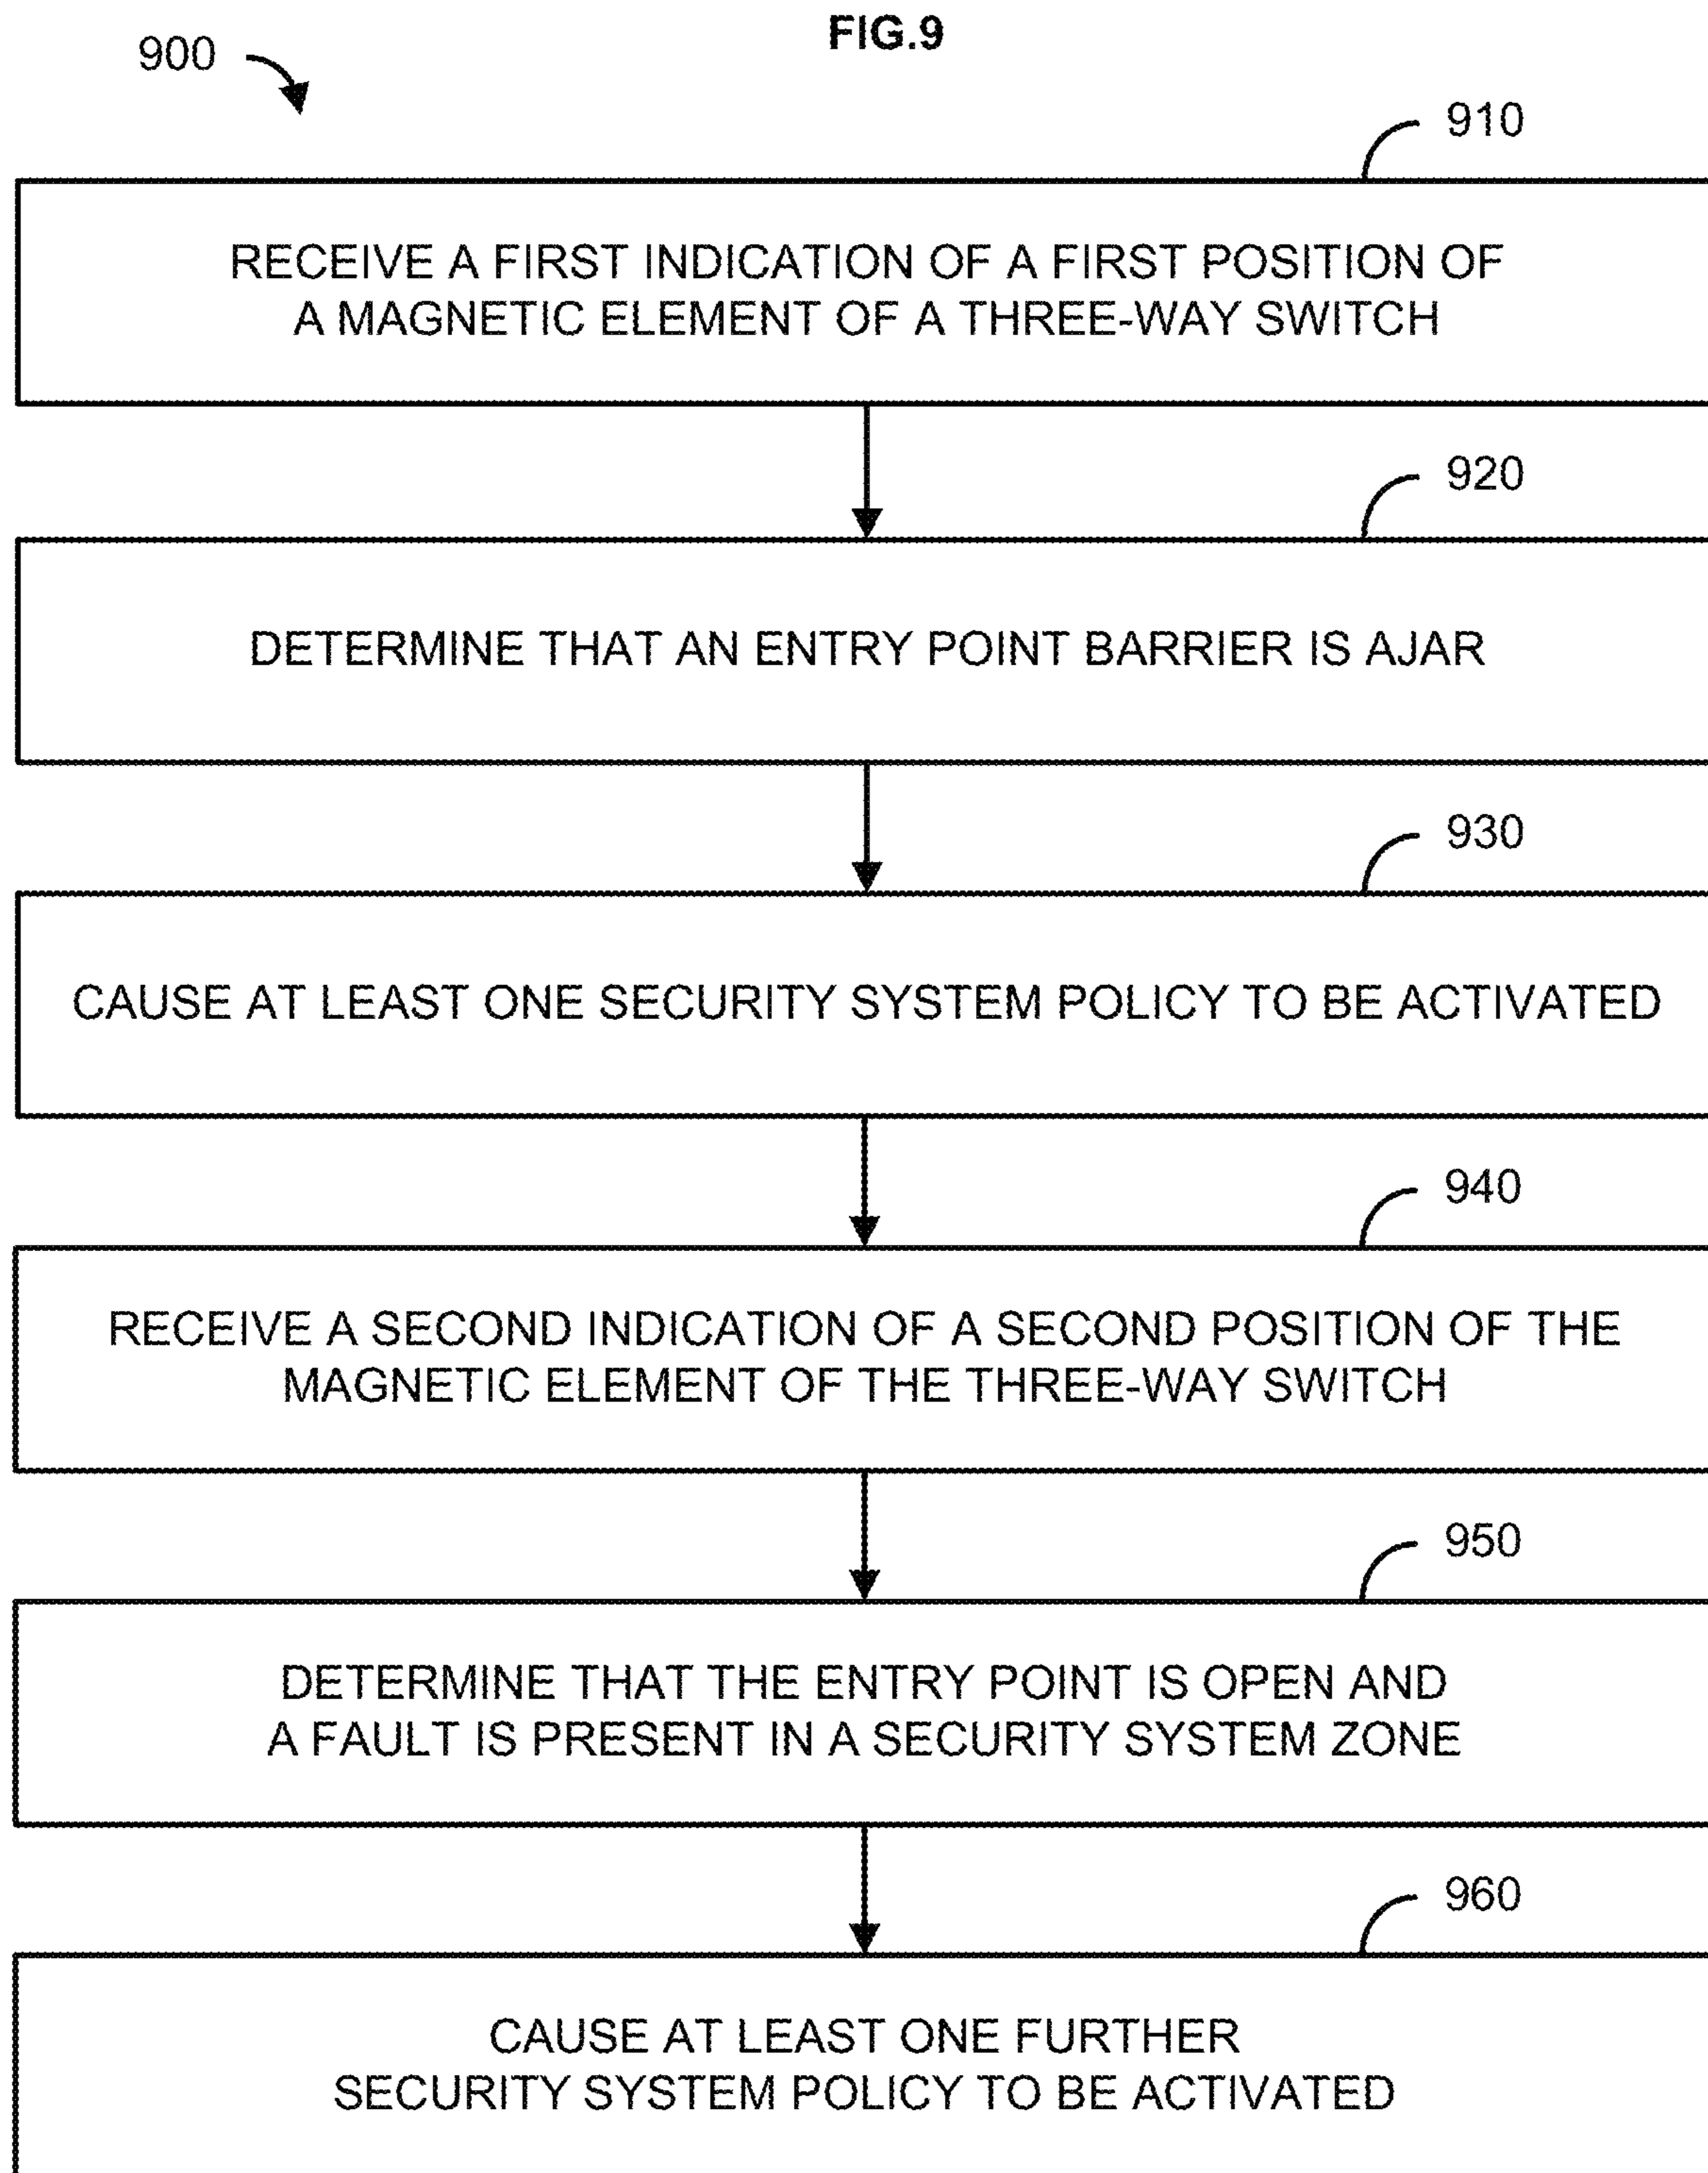 FIG.9
900
910
RECEIVE A FIRST INDICATION OF A FIRST POSITION OF
A MAGNETIC ELEMENT OF A THREE-WAY SWITCH
920
DETERMINE THAT AN ENTRY POINT BARRIER IS AJAR
930
CAUSE AT LEAST ONE SECURITY SYSTEM POLICY TO BE ACTIVATED
940
RECEIVE A SECOND INDICATION OF A SECOND POSITION OF THE
MAGNETIC ELEMENT OF THE THREE-WAY SWITCH
950
DETERMINE THAT THE ENTRY POINT IS OPEN AND
A FAULT IS PRESENT IN A SECURITY SYSTEM ZONE
960
CAUSE AT LEAST ONE FURTHER
SECURITY SYSTEM POLICY TO BE ACTIVATED